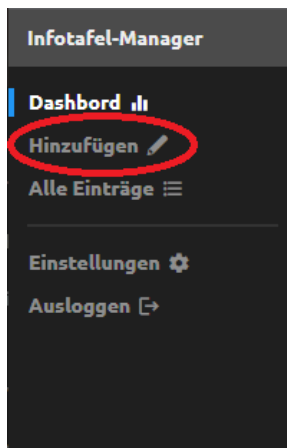 Infotafel-Manager
Dashbord
Hinzufügen
Alle Einträge
Einstellungen
Ausloggen